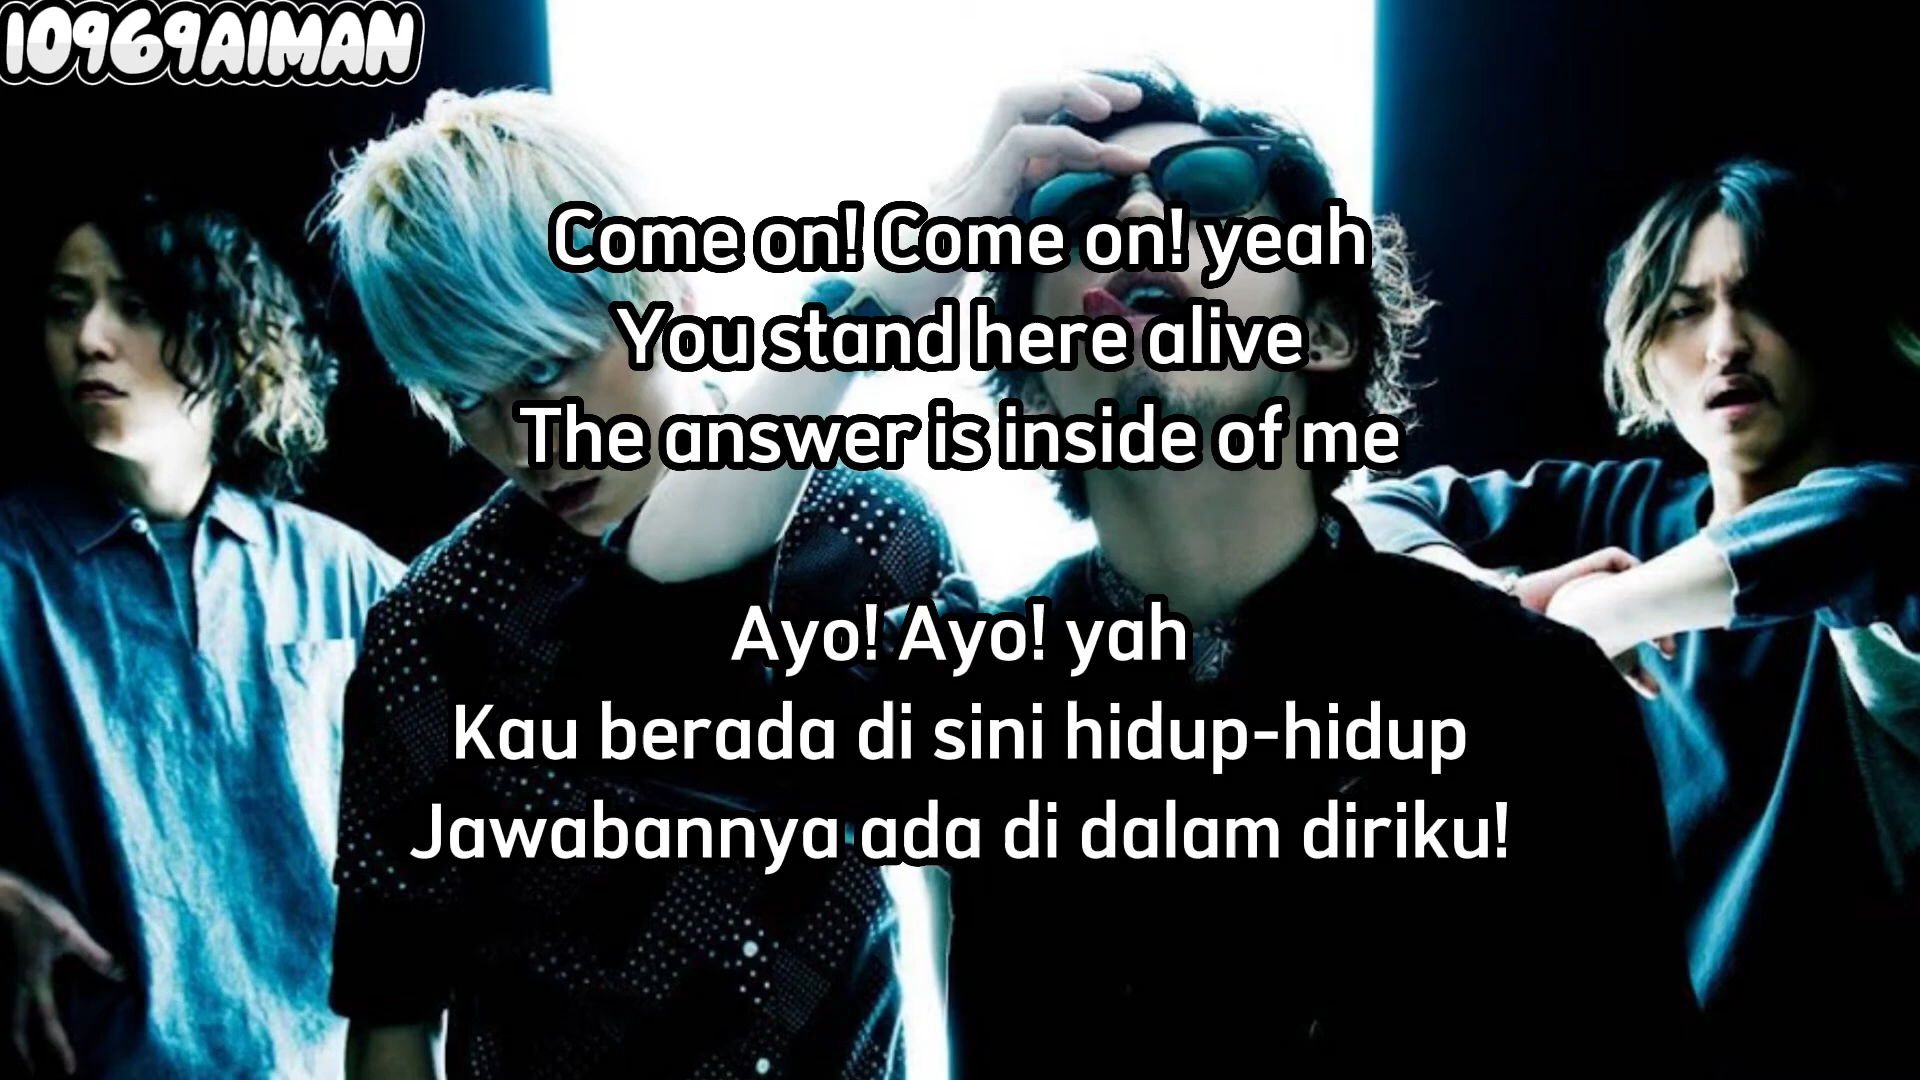 10969AIMAN
Come on! Come on! yeah
You stand here alive
The answer is inside of me
Ayo! Ayo! yah
Kau berada di sini hidup-hidup
Jawabannya ada di dalam diriku!